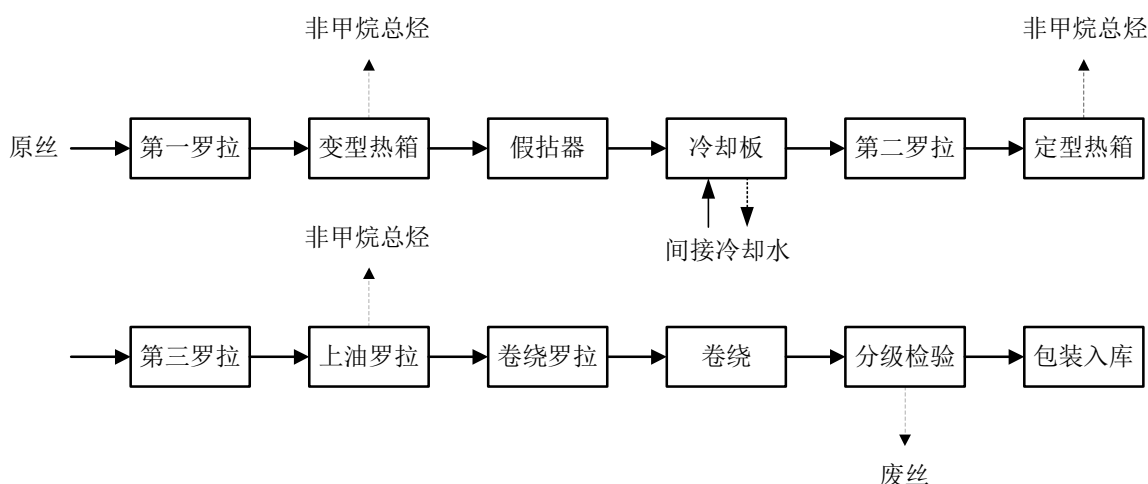 非甲烷总烃 非甲烷总烃
原丝 第一罗拉 变型热箱 假拈器 冷却板 第二罗拉 定型热箱
间接冷却水
非甲烷总烃
第三罗拉 上油罗拉 卷绕罗拉 卷绕 分级检验 包装入库
废丝